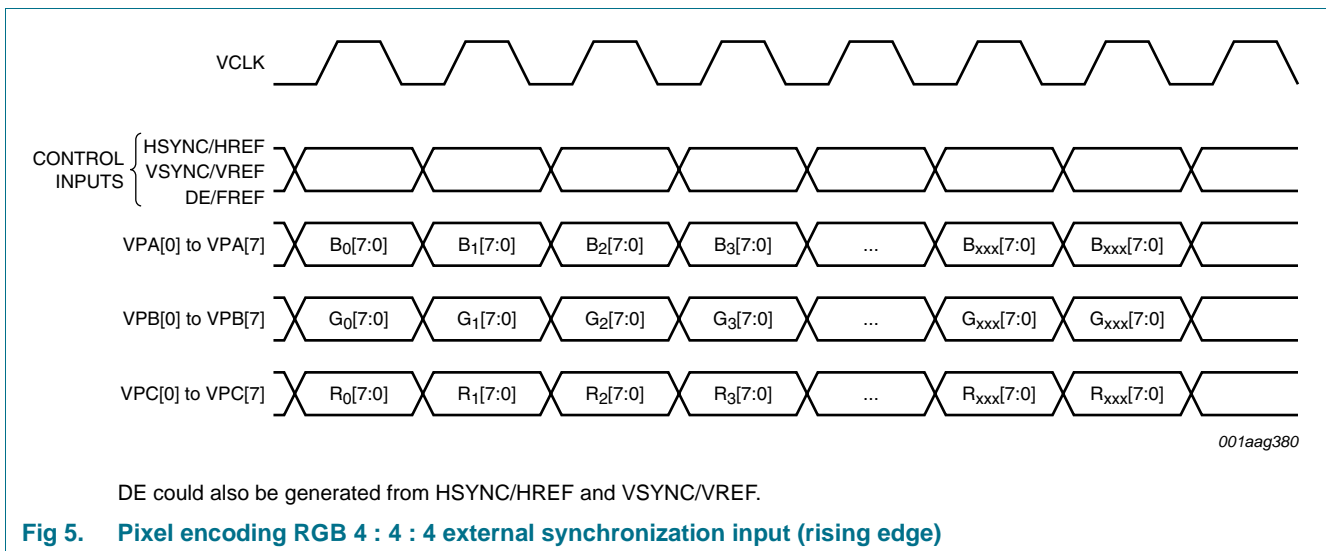 VCLK
CONTROL INPUTS
HSYNC/HREF
VSYNC/VREF
DE/FREF
VPA[0] to VPA[7] B0[7:0] B1[7:0] B2[7:0] B3[7:0] ... Bxxx[7:0] Bxxx[7:0]
VPB[0] to VPB[7] G0[7:0] G1[7:0] G2[7:0] G3[7:0] ... Gxxx[7:0] Gxxx[7:0]
VPC[0] to VPC[7] R0[7:0] R1[7:0] R2[7:0] R3[7:0] ... Rxxx[7:0] Rxxx[7:0]
001aag380
DE could also be generated from HSYNC/HREF and VSYNC/VREF.
Fig 5. Pixel encoding RGB 4 : 4 : 4 external synchronization input (rising edge)